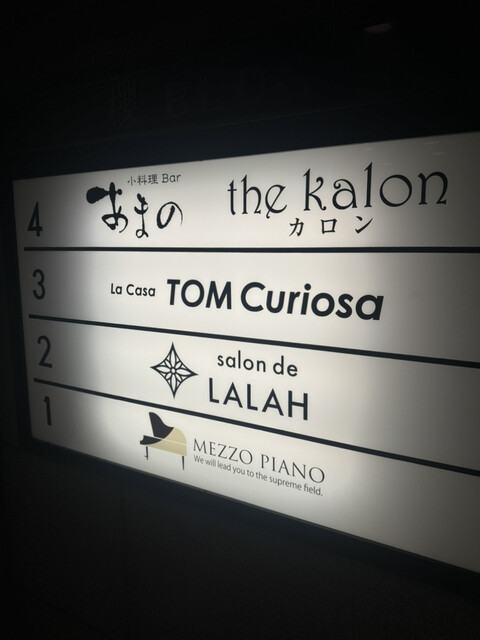 4
小料理 Bar
あまの
the kalon
カロン
3
La Casa TOM Curiosa
2
salon de
LALAH
1
MEZZO PIANO
We will lead you to the supreme field.